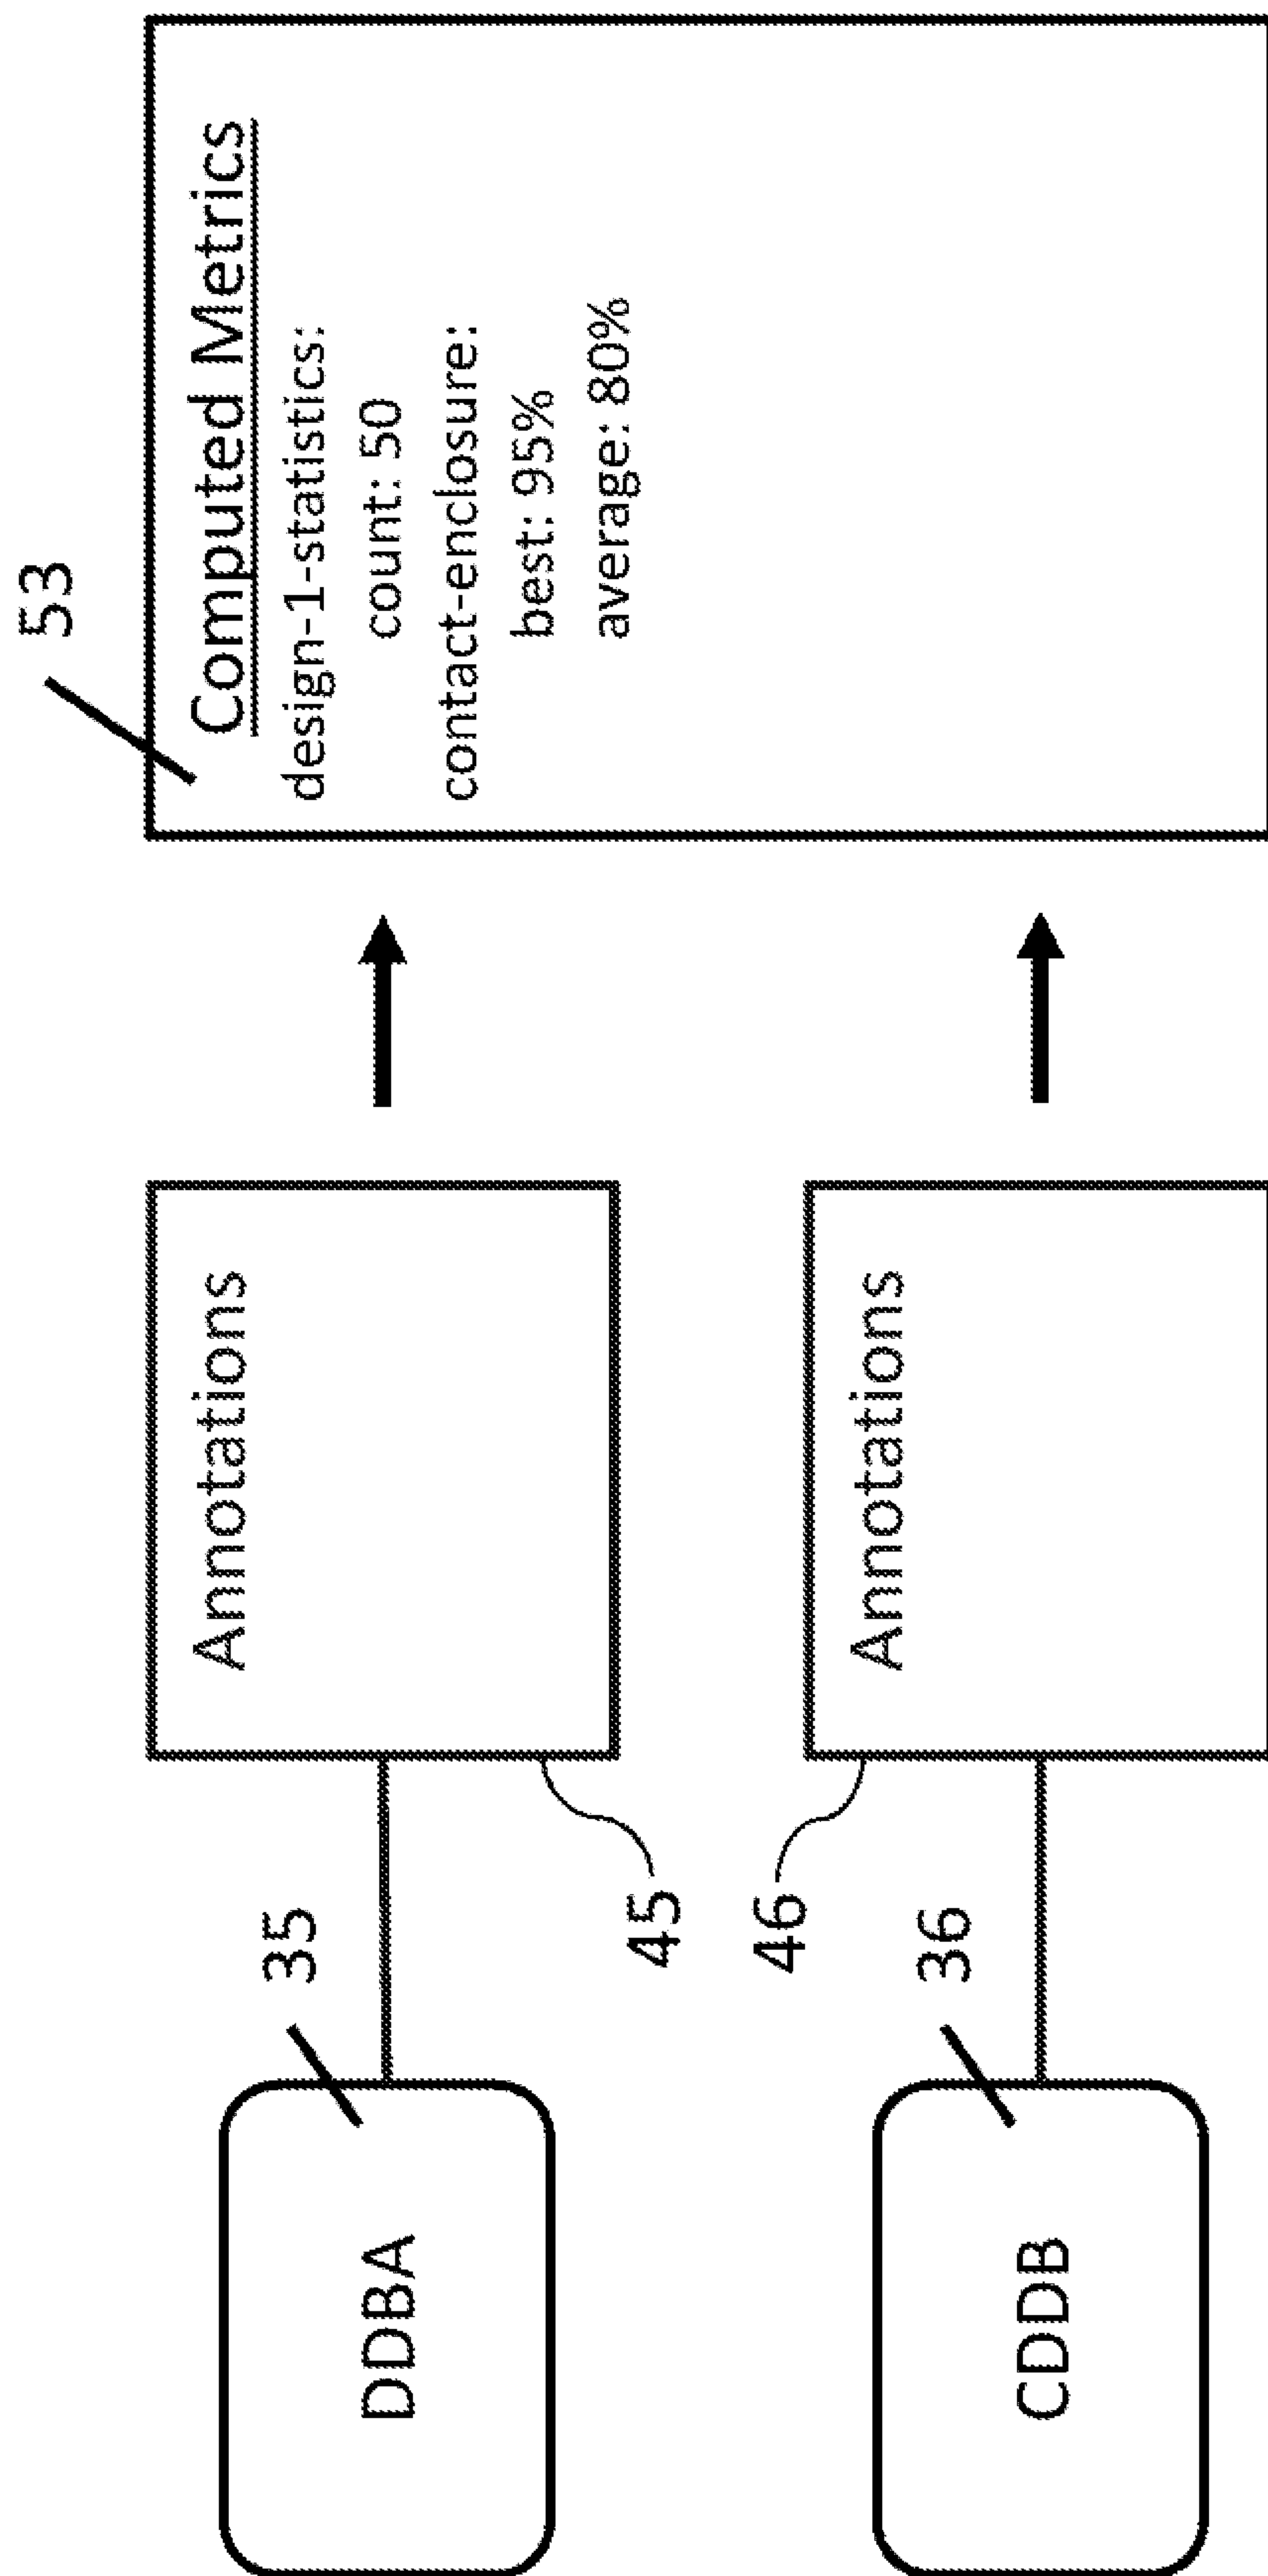 35
DDBA
45
Annotations
53
Computed Metrics
design-1-statistics:
count: 50
contact-enclosure:
best: 95%
average: 80%
46
Annotations
36
CDDB